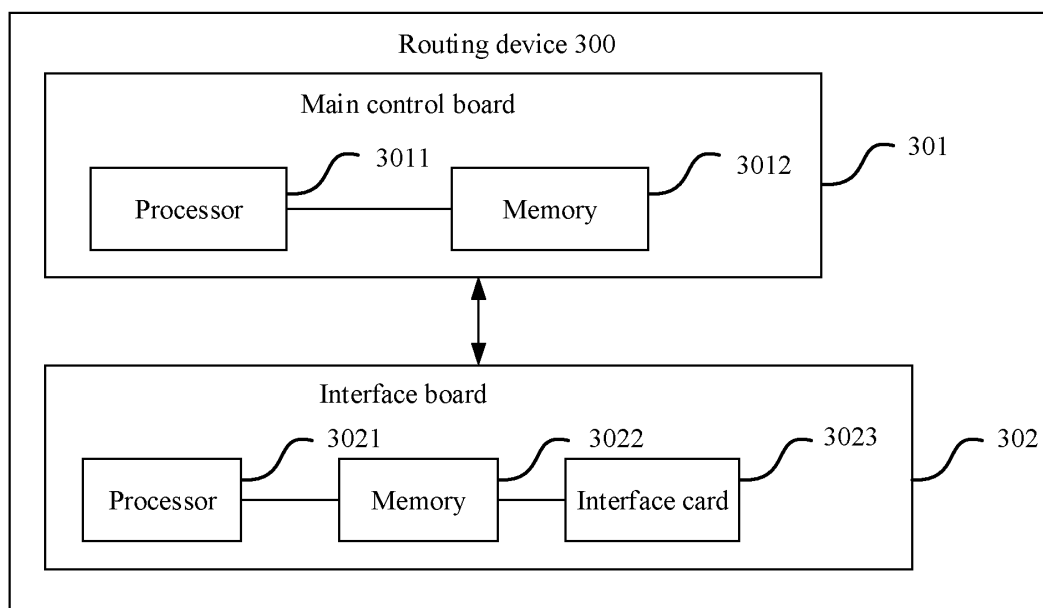 Routing device 300
Main control board
3011
3012
301
Processor
Memory
Interface board
3021
3022
3023
302
Processor
Memory
Interface card